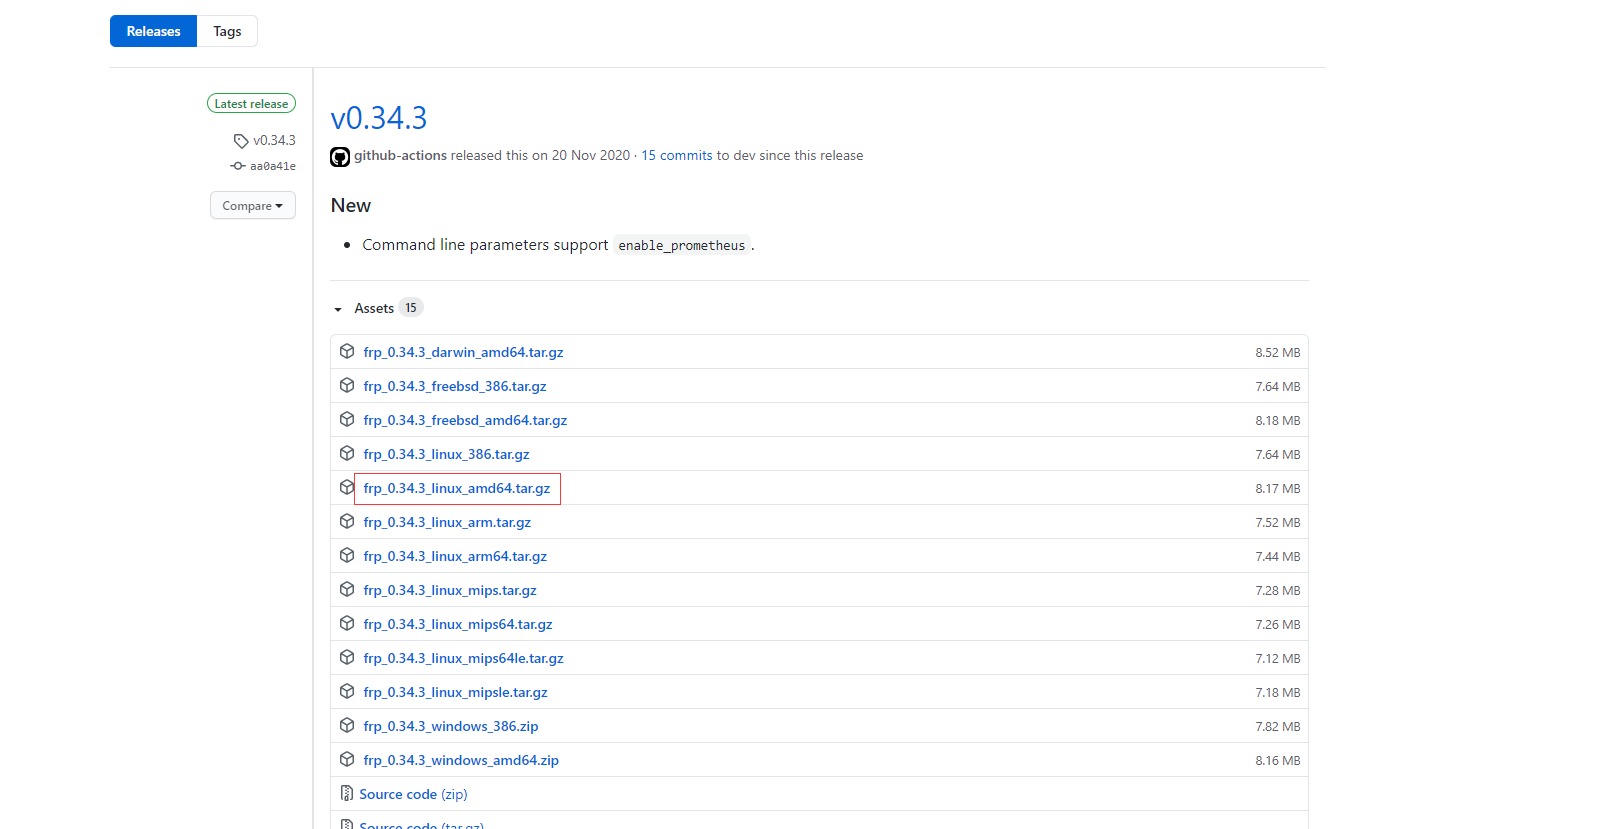 Releases Tags
Latest release
v0.34.3
aa0a41e
Compare
v0.34.3
github-actions released this on 20 Nov 2020 · 15 commits to dev since this release
New
• Command line parameters support enable_prometheus.
Assets 15
frp_0.34.3_darwin_amd64.tar.gz 8.52 MB
frp_0.34.3_freebsd_386.tar.gz 7.64 MB
frp_0.34.3_freebsd_amd64.tar.gz 8.18 MB
frp_0.34.3_linux_386.tar.gz 7.64 MB
frp_0.34.3_linux_amd64.tar.gz 8.17 MB
frp_0.34.3_linux_arm.tar.gz 7.52 MB
frp_0.34.3_linux_arm64.tar.gz 7.44 MB
frp_0.34.3_linux_mips.tar.gz 7.28 MB
frp_0.34.3_linux_mips64.tar.gz 7.26 MB
frp_0.34.3_linux_mips64le.tar.gz 7.12 MB
frp_0.34.3_linux_mipsle.tar.gz 7.18 MB
frp_0.34.3_windows_386.zip 7.82 MB
frp_0.34.3_windows_amd64.zip 8.16 MB
Source code (zip)
Source code (tar.gz)